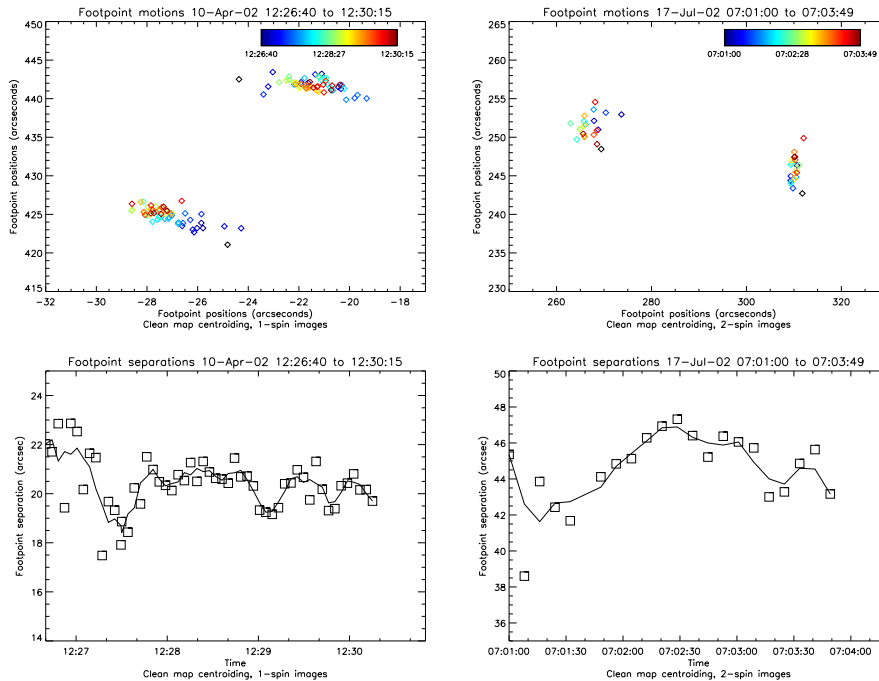 Footpoint motions 10-Apr-02 12:26:40 to 12:30:15
12:26:40 12:28:27 12:30:15
Footpoint positions (arcseconds)
450
445
440
435
430
425
420
415
-32 -30 -28 -26 -24 -22 -20 -18
Footpoint positions (arcseconds)
Clean map centroiding, 1-spin images
Footpoint motions 17-Jul-02 07:01:00 to 07:03:49
07:01:00 07:02:28 07:03:49
Footpoint positions (arcseconds)
265
260
255
250
245
240
235
230
260 280 300 320
Footpoint positions (arcseconds)
Clean map centroiding, 2-spin images
Footpoint separations 10-Apr-02 12:26:40 to 12:30:15
Footpoint separation (arcsec)
24
22
20
18
16
14
12:27 12:28 12:29 12:30
Time
Clean map centroiding, 1-spin images
Footpoint separations 17-Jul-02 07:01:00 to 07:03:49
Footpoint separation (arcsec)
50
48
46
44
42
40
38
36
07:01:00 07:01:30 07:02:00 07:02:30 07:03:00 07:03:30 07:04:00
Time
Clean map centroiding, 2-spin images